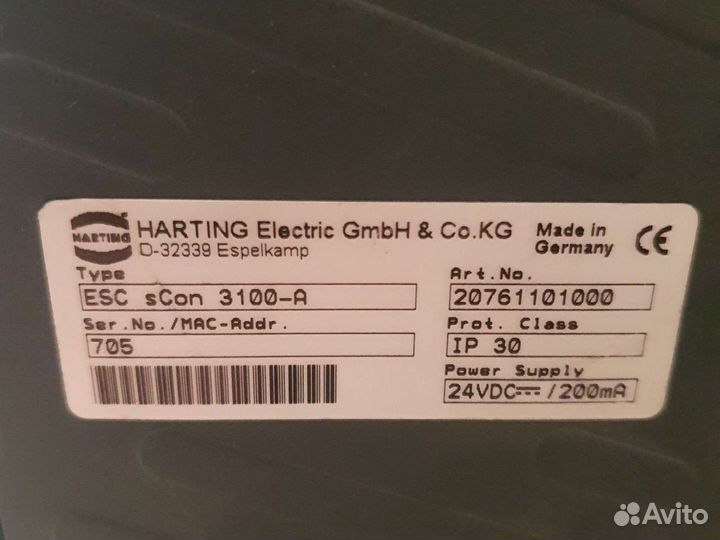 HARTING
HARTING Electric GmbH & Co.KG
D-32339 Espelkamp
Made in
Germany
CE
Type
ESC sCon 3100-A
Art.No.
20761101000
Ser.No./MAC-Addr.
705
Prot. Class
IP 30
Power Supply
24VDC⎓/200mA
Avito